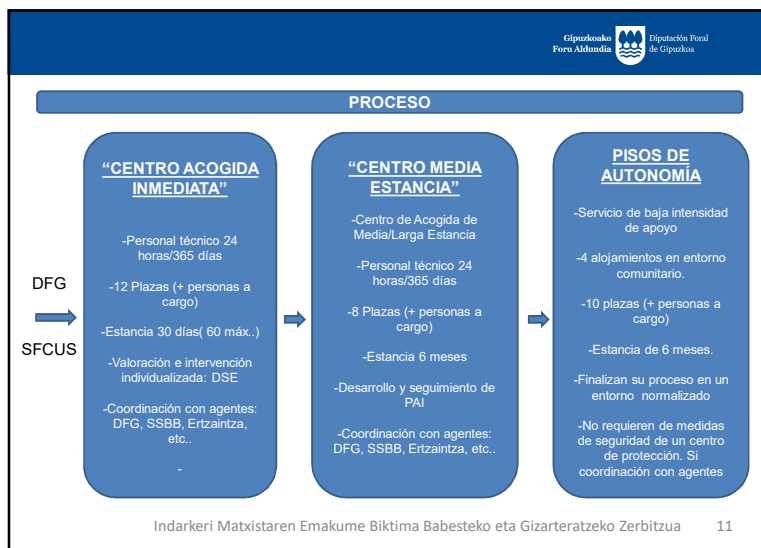 Gipuzkoako
Foru Aldundia
Diputación Foral
de Gipuzkoa
PROCESO
DFG
SFCUS
“CENTRO ACOGIDA
INMEDIATA”
-Personal técnico 24
horas/365 días
-12 Plazas (+ personas a
cargo)
-Estancia 30 días( 60 máx..)
-Valoración e intervención
individualizada: DSE
-Coordinación con agentes:
DFG, SSBB, Ertzaintza,
etc..
-
“CENTRO MEDIA
ESTANCIA”
-Centro de Acogida de
Media/Larga Estancia
-Personal técnico 24
horas/365 días
-8 Plazas (+ personas a
cargo)
-Estancia 6 meses
-Desarrollo y seguimiento de
PAI
-Coordinación con agentes:
DFG, SSBB, Ertzaintza, etc..
PISOS DE
AUTONOMÍA
-Servicio de baja intensidad
de apoyo
-4 alojamientos en entorno
comunitario.
-10 plazas (+ personas a
cargo)
-Estancia de 6 meses.
-Finalizan su proceso en un
entorno normalizado
-No requieren de medidas
de seguridad de un centro
de protección. Si
coordinación con agentes
Indarkeri Matxistaren Emakume Biktima Babesteko eta Gizarteratzeko Zerbitzua 11